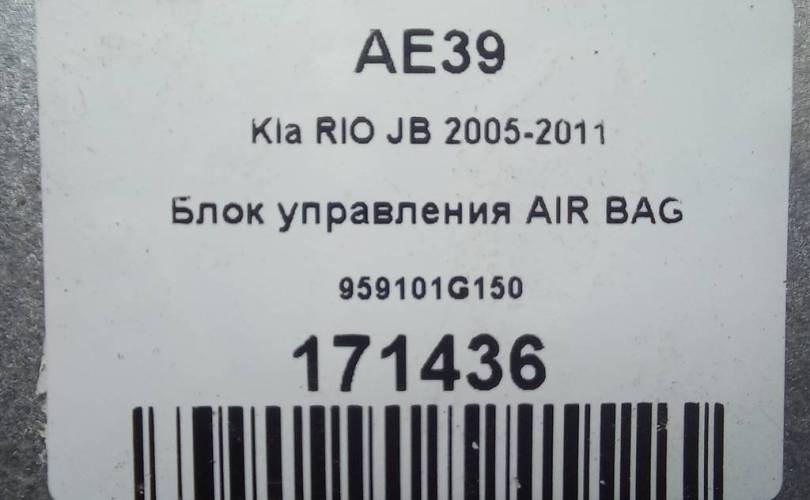 AE39
Kia RIO JB 2005-2011
Блок управления AIR BAG
959101G150
171436